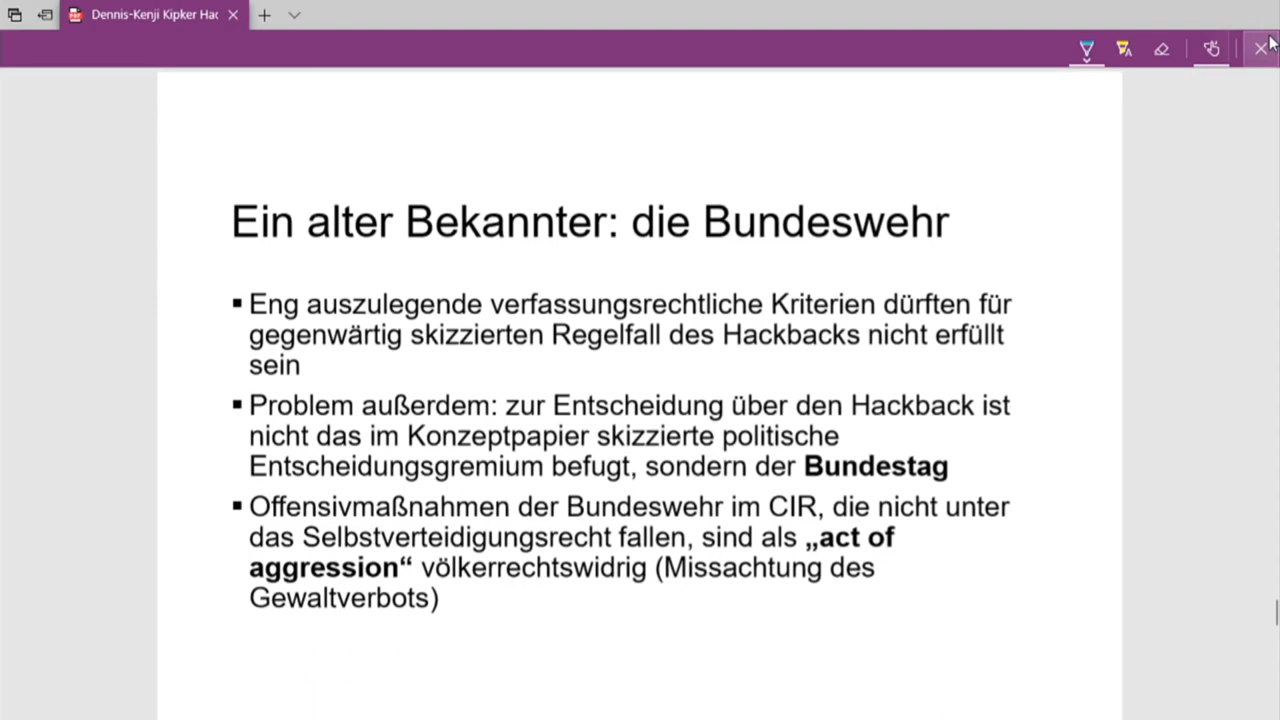 Dennis-Kenji Kipker Hac
Ein alter Bekannter: die Bundeswehr
▪ Eng auszulegende verfassungsrechtliche Kriterien dürften für
gegenwärtig skizzierten Regelfall des Hackbacks nicht erfüllt
sein
▪ Problem außerdem: zur Entscheidung über den Hackback ist
nicht das im Konzeptpapier skizzierte politische
Entscheidungsgremium befugt, sondern der Bundestag
▪ Offensivmaßnahmen der Bundeswehr im CIR, die nicht unter
das Selbstverteidigungsrecht fallen, sind als „act of
aggression“ völkerrechtswidrig (Missachtung des
Gewaltverbots)